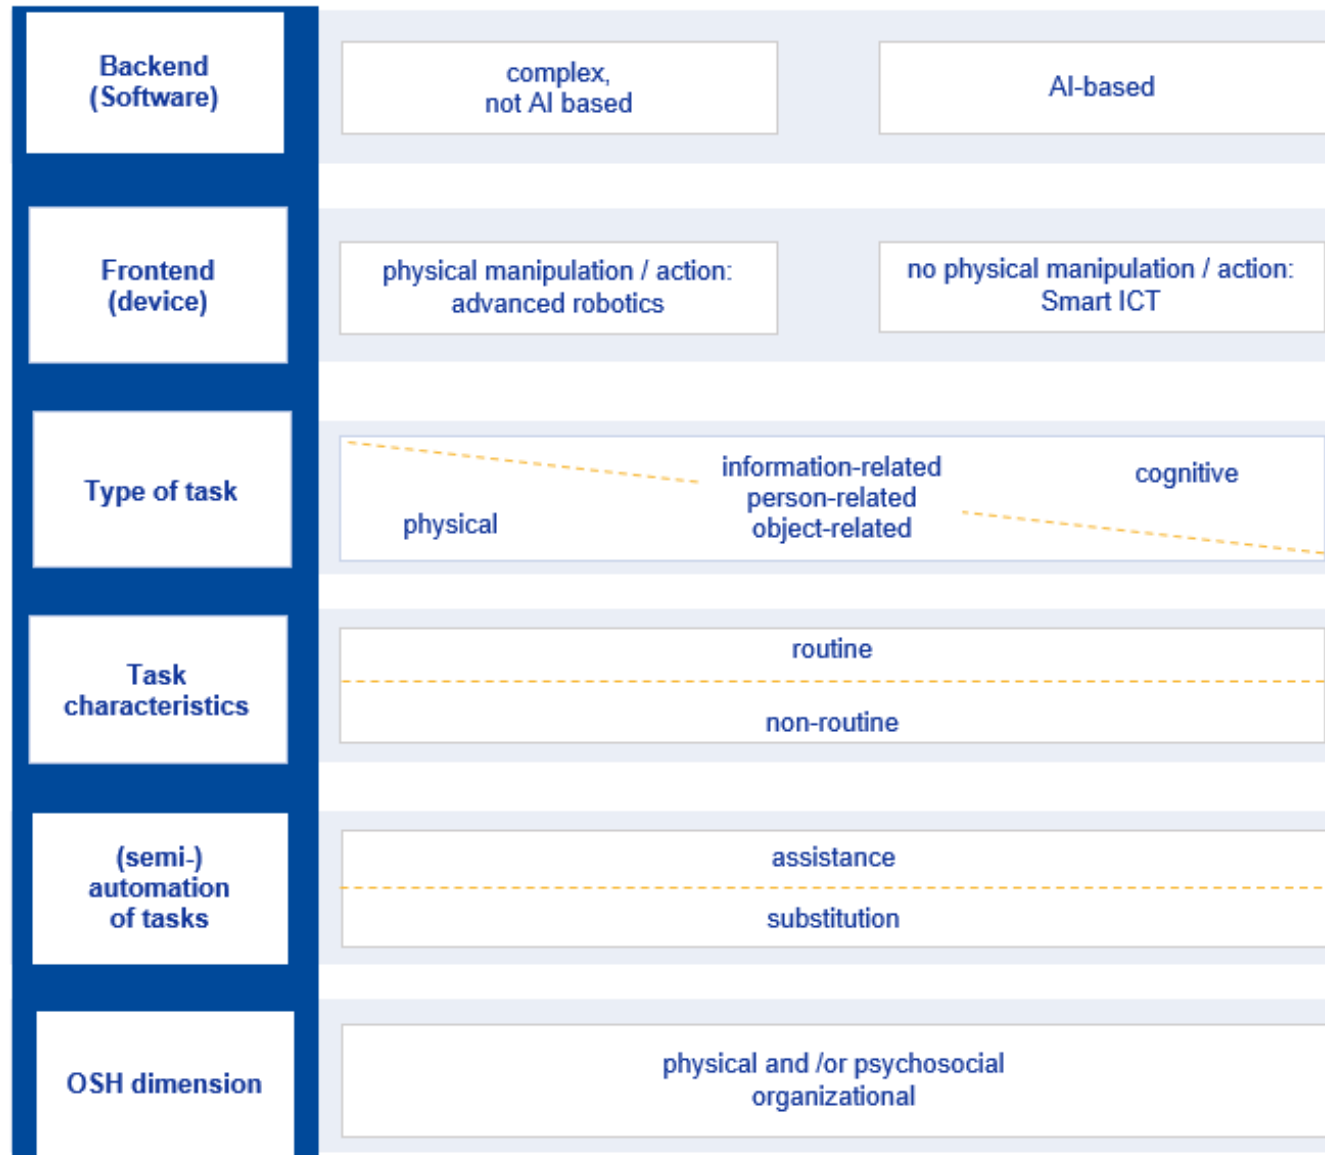 Backend
(Software)
complex,
not AI based
AI-based
Frontend
(device)
physical manipulation / action:
advanced robotics
no physical manipulation / action:
Smart ICT
Type of task
physical
information-related
person-related
object-related
cognitive
Task
characteristics
routine
non-routine
(semi-)
automation
of tasks
assistance
substitution
OSH dimension
physical and /or psychosocial
organizational